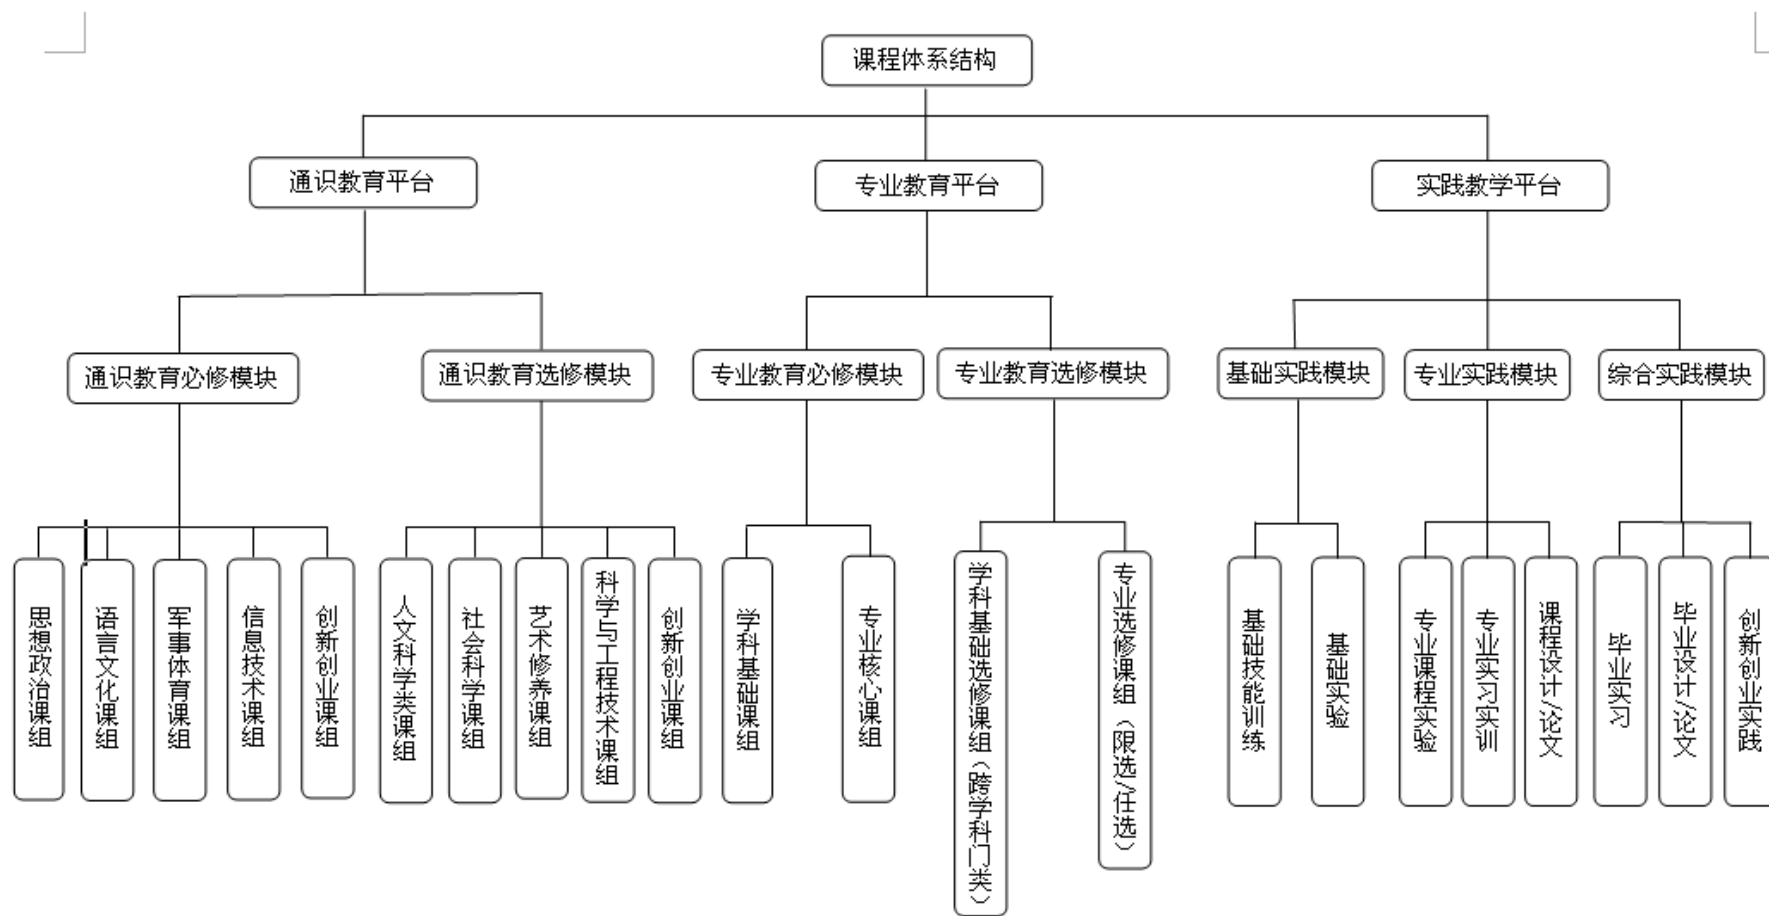 课程体系结构
通识教育平台
专业教育平台
实践教学平台
通识教育必修模块
通识教育选修模块
专业教育必修模块
专业教育选修模块
基础实践模块
专业实践模块
综合实践模块
思想政治课组
语言文化课组
军事体育课组
信息技术课组
创新创业课组
人文科学类课组
社会科学课组
艺术修养课组
科学与工程技术课组
创新创业课组
学科基础课组
专业核心课组
学科基础选修课组（跨学科门类）
专业选修课组（限选/任选）
基础技能训练
基础实验
专业课程实验
专业实习实训
课程设计/论文
毕业实习
毕业设计/论文
创新创业实践